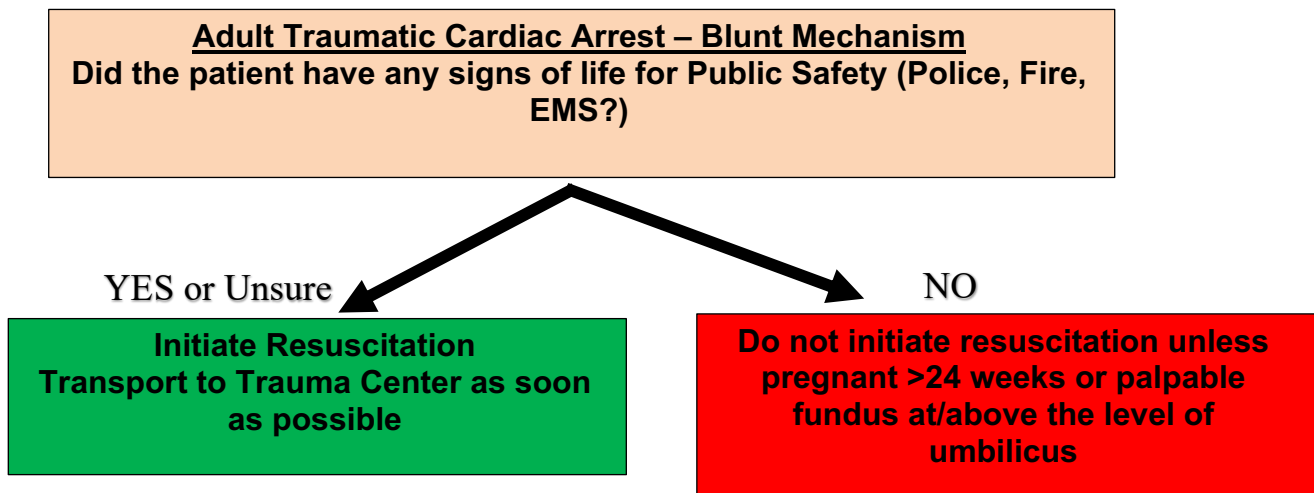 Adult Traumatic Cardiac Arrest – Blunt Mechanism
Did the patient have any signs of life for Public Safety (Police, Fire,
EMS?)
YES or Unsure
NO
Initiate Resuscitation
Transport to Trauma Center as soon
as possible
Do not initiate resuscitation unless
pregnant >24 weeks or palpable
fundus at/above the level of
umbilicus